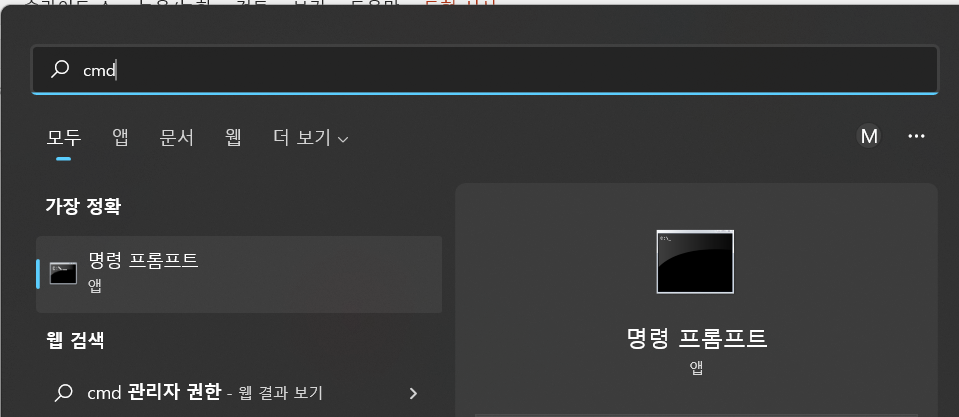 cmd
모두 앱 문서 웹 더 보기 M ...
가장 정확
명령 프롬프트
앱
웹 검색
cmd 관리자 권한 - 웹 결과 보기
명령 프롬프트
앱